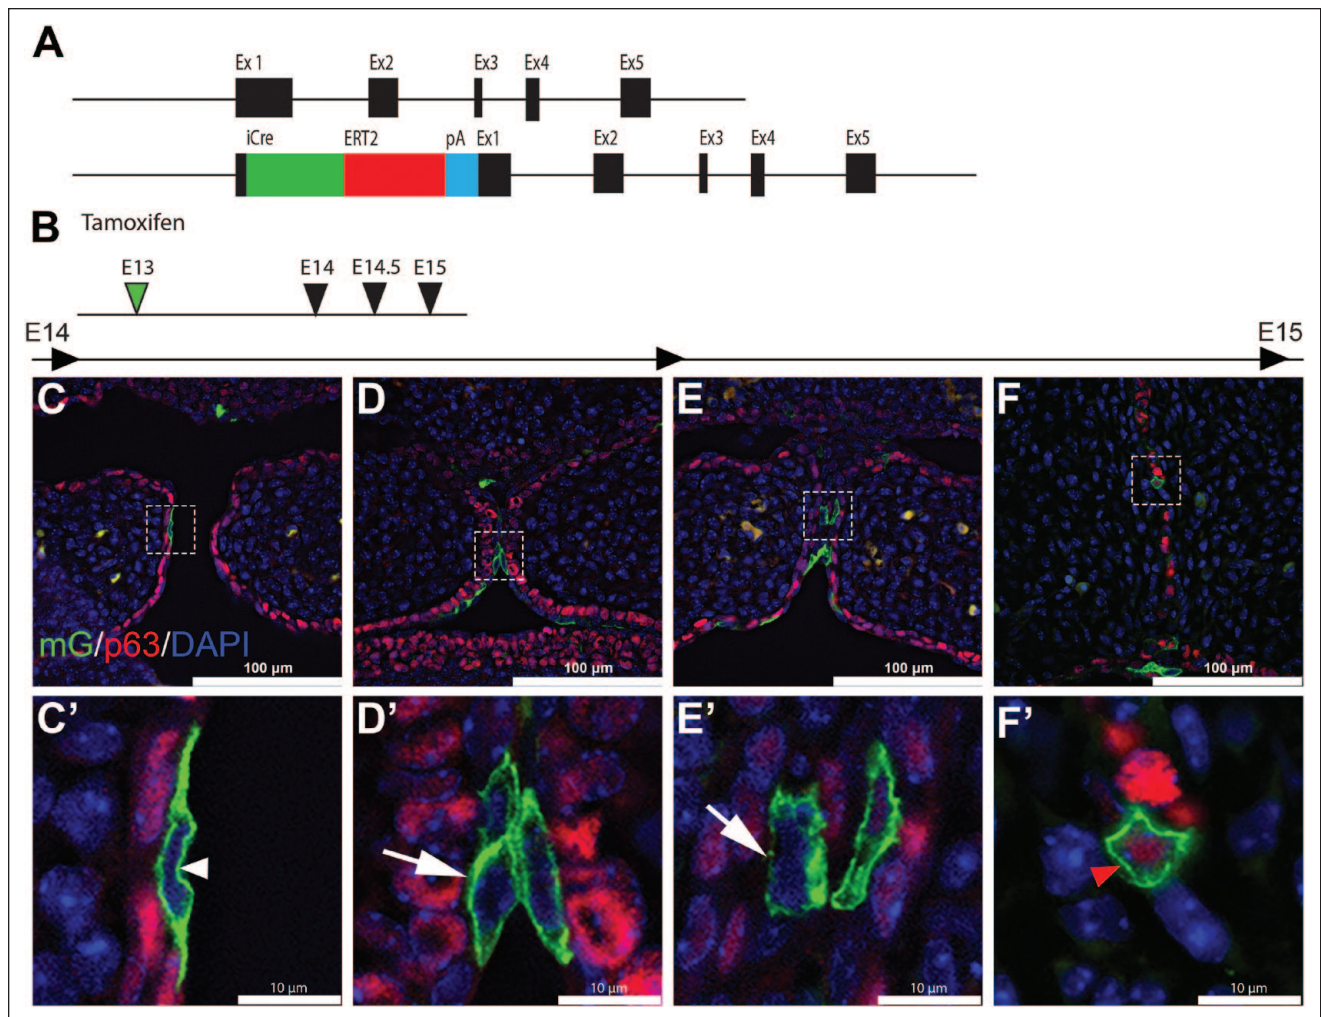 A
Ex 1 Ex2 Ex3 Ex4 Ex5
iCre ERT2 pA Ex1 Ex2 Ex3 Ex4 Ex5
B Tamoxifen
E13 E14 E14.5 E15
E14 E15
C D E F
mG/p63/DAPI
100 µm 100 µm 100 µm 100 µm
C’ D’ E’ F’
10 µm 10 µm 10 µm 10 µm